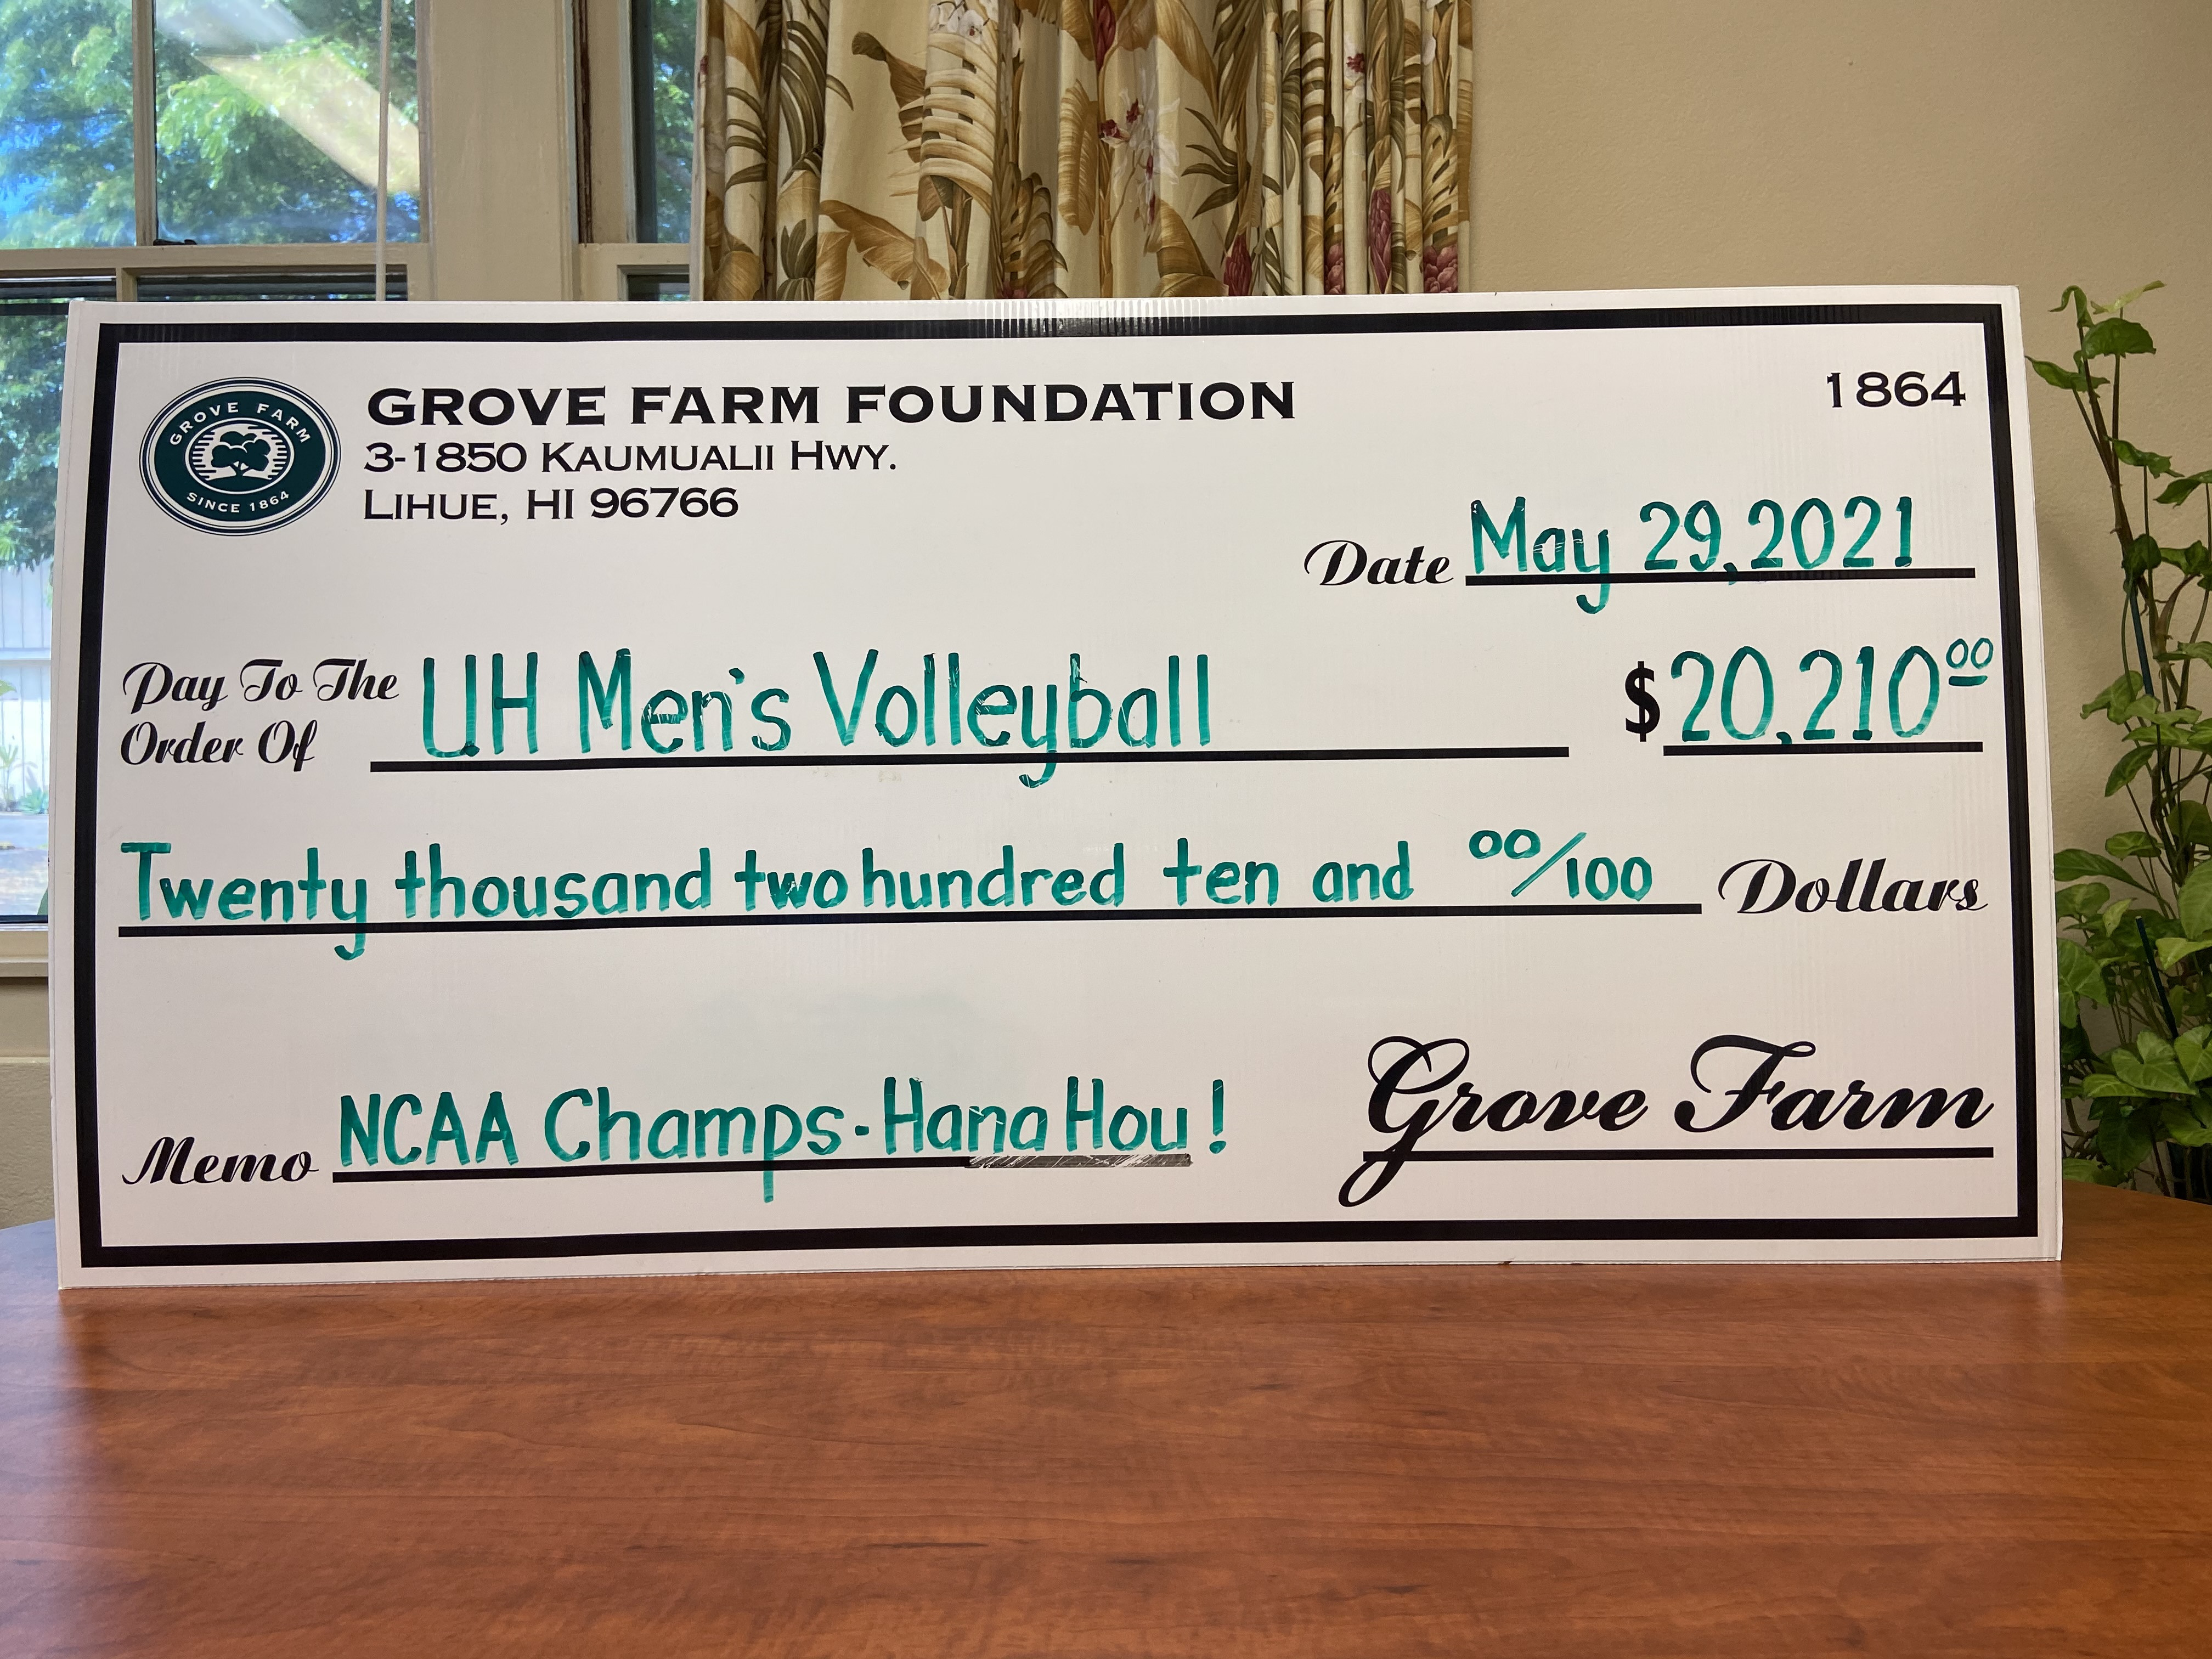 GROVE FARM
SINCE 1864
GROVE FARM FOUNDATION
3-1850 KAUMUALII HWY.
LIHUE, HI 96766
1864
Date May 29, 2021
Pay To The
Order Of UH Men's Volleyball $20,210 00
Twenty thousand two hundred ten and 00/100 Dollars
Memo NCAA Champs - Hana Hou!
Grove Farm